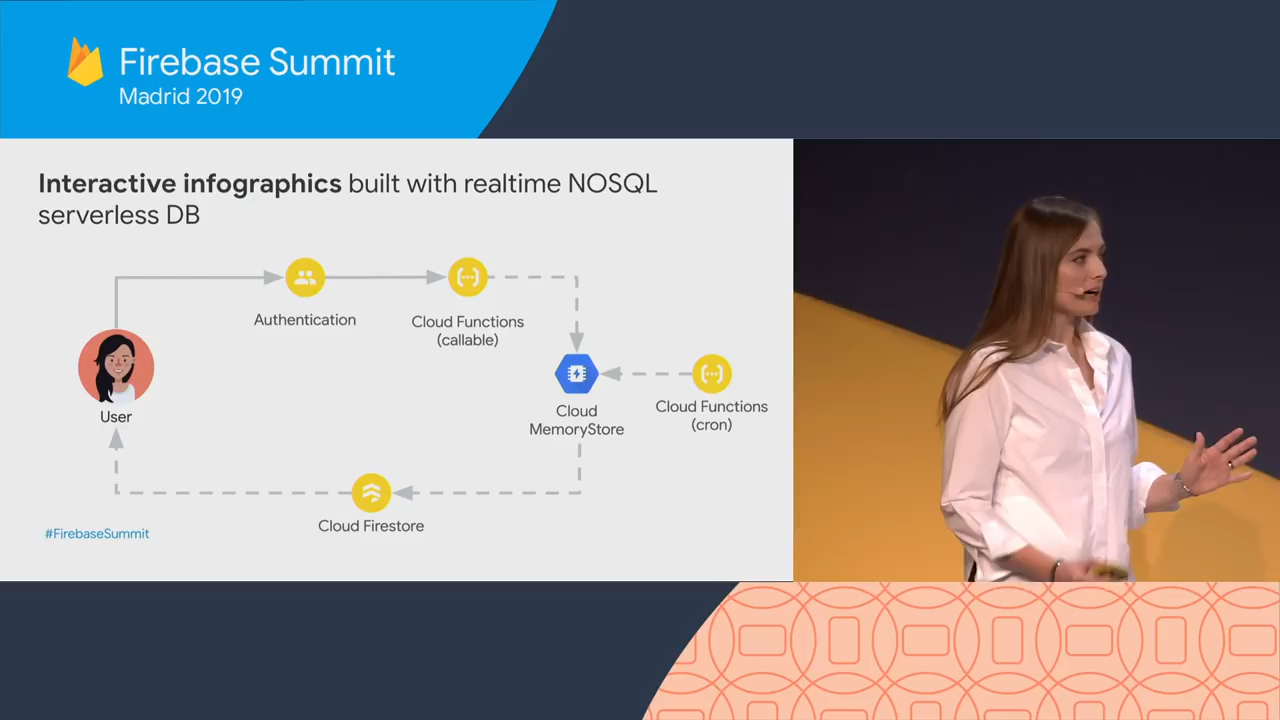 Firebase Summit
Madrid 2019
Interactive infographics built with realtime NOSQL
serverless DB
Authentication
Cloud Functions
(callable)
User
Cloud
MemoryStore
Cloud Functions
(cron)
Cloud Firestore
#FirebaseSummit